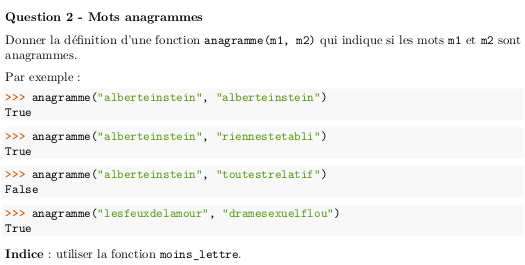 Question 2 - Mots anagrammes
Donner la définition d'une fonction anagramme(m1, m2) qui indique si les mots m1 et m2 sont
anagrammes.
Par exemple :
>>> anagramme("alberteinstein", "alberteinstein")
True
>>> anagramme("alberteinstein", "riennestetabli")
True
>>> anagramme("alberteinstein", "toutestrelatif")
False
>>> anagramme("lesfeuxdelamour", "dramesexuelflou")
True
Indice : utiliser la fonction moins_lettre.